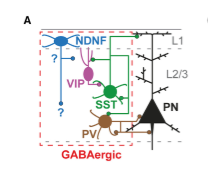 A
NDNF
L1
?
VIP
L2/3
SST
PN
?
PV
GABAergic